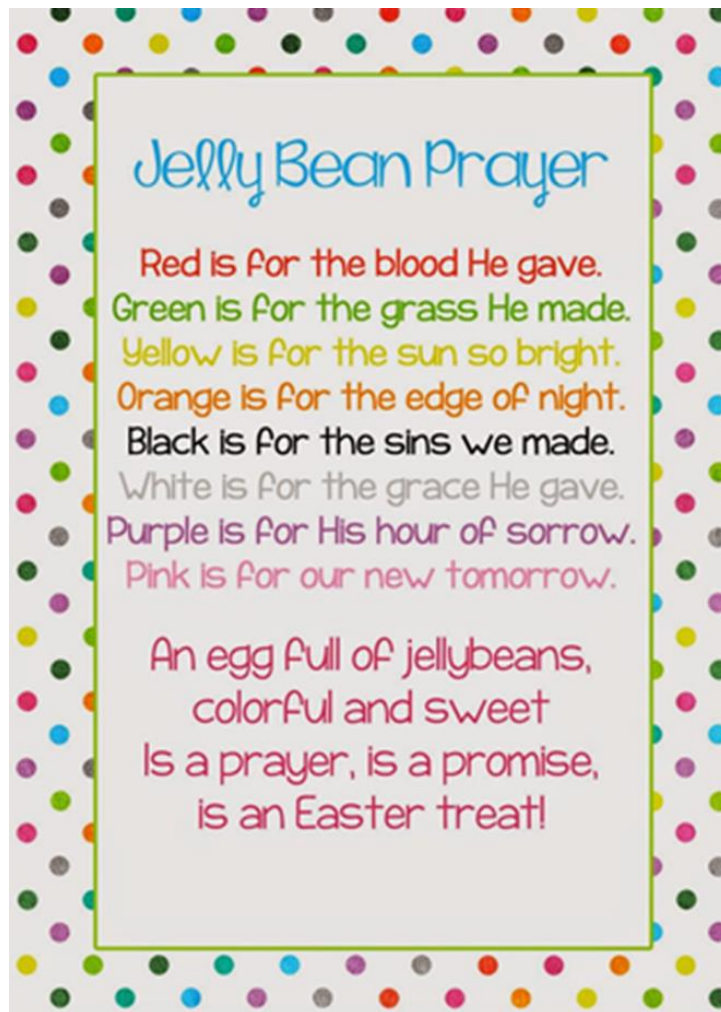 Jelly Bean Prayer
Red is for the blood He gave.
Green is for the grass He made.
Yellow is for the sun so bright.
Orange is for the edge of night.
Black is for the sins we made.
White is for the grace He gave.
Purple is for His hour of sorrow.
Pink is for our new tomorrow.
An egg full of jellybeans,
colorful and sweet
Is a prayer, is a promise,
is an Easter treat!